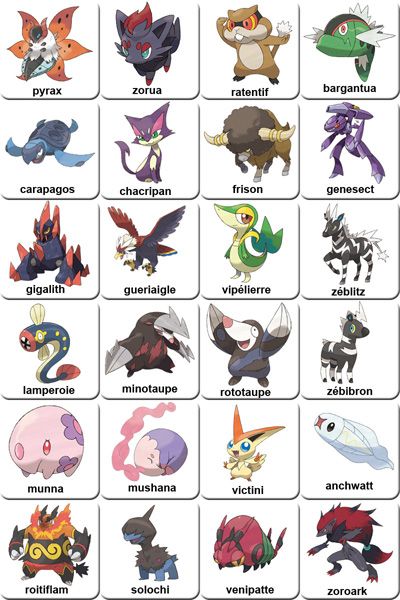 pyrax
zorua
ratentif
bargantua
carapagos
chacripan
frison
genesect
gigalith
gueriaigle
vipélierre
zéblitz
lamperoie
minotaupe
rototaupe
zébibron
munna
mushana
victini
anchwatt
roitiflam
solochi
venipatte
zoroark